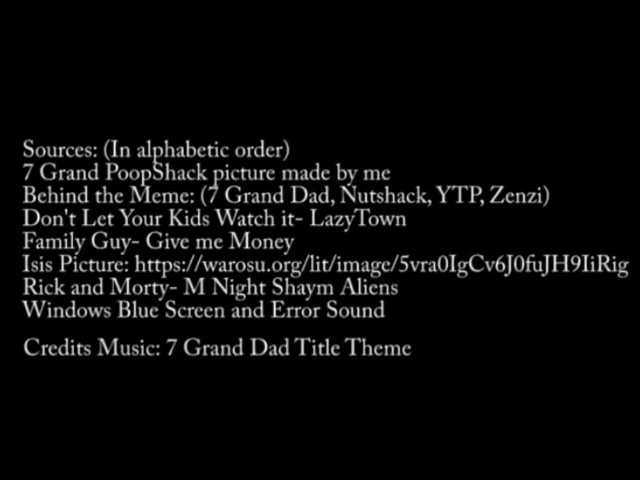 Sources: (In alphabetic order)
7 Grand PoopShack picture made by me
Behind the Meme: (7 Grand Dad, Nutshack, YTP, Zenzi)
Don't Let Your Kids Watch it- LazyTown
Family Guy- Give me Money
Isis Picture: https://warosu.org/lit/image/5vra0IgCv6J0fuJH9IiRig
Rick and Morty- M Night Shaym Aliens
Windows Blue Screen and Error Sound
Credits Music: 7 Grand Dad Title Theme